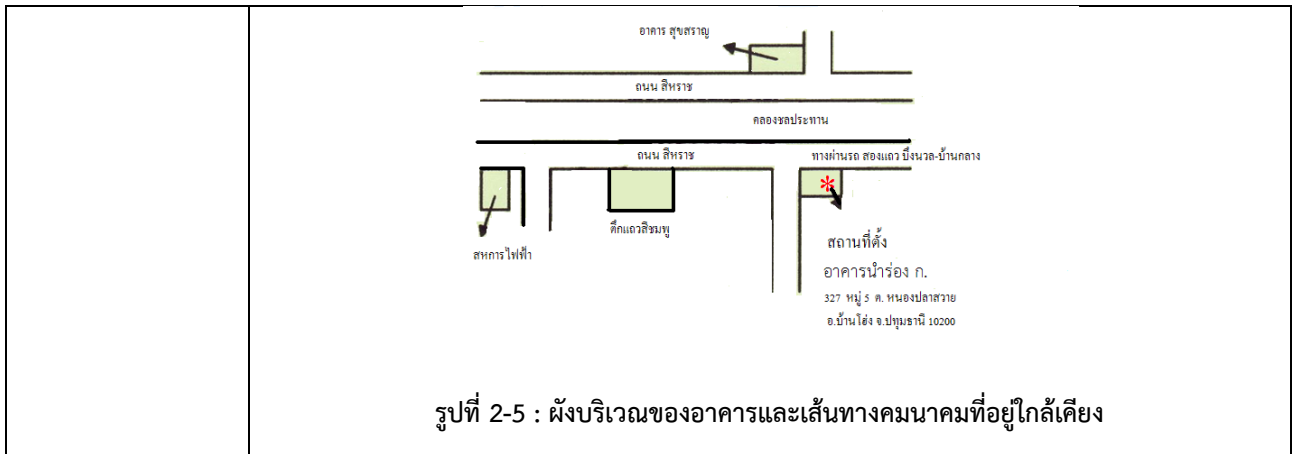 อาคาร สุขสราญ
ถนน สิหราช
คลองชลประทาน
ถนน สิหราช
ทางผ่านรถ สองแถว บึงนวล-บ้านกลาง
*
ตึกแถวสีชมพู
สหการไฟฟ้า
สถานที่ตั้ง
อาคารนำร่อง ก.
327 หมู่ 5 ต. หนองปลาสวาย
อ.บ้านโฮ่ง จ.ปทุมธานี 10200
รูปที่ 2-5 : ผังบริเวณของอาคารและเส้นทางคมนาคมที่อยู่ใกล้เคียง